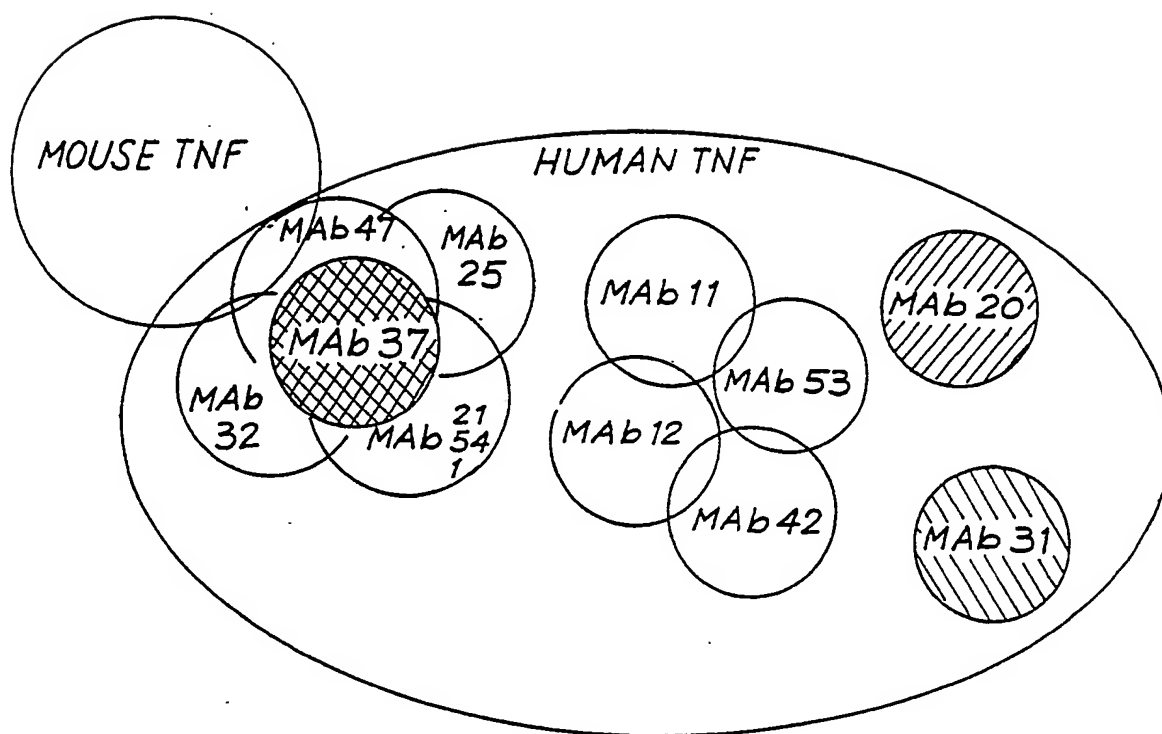 MOUSE TNF
HUMAN TNF
MAb 47
MAb
25
MAb 11
MAb 20
MAb 37
MAb 53
MAb
32
MAb 21
54
1
MAb 12
MAb 42
MAb 31